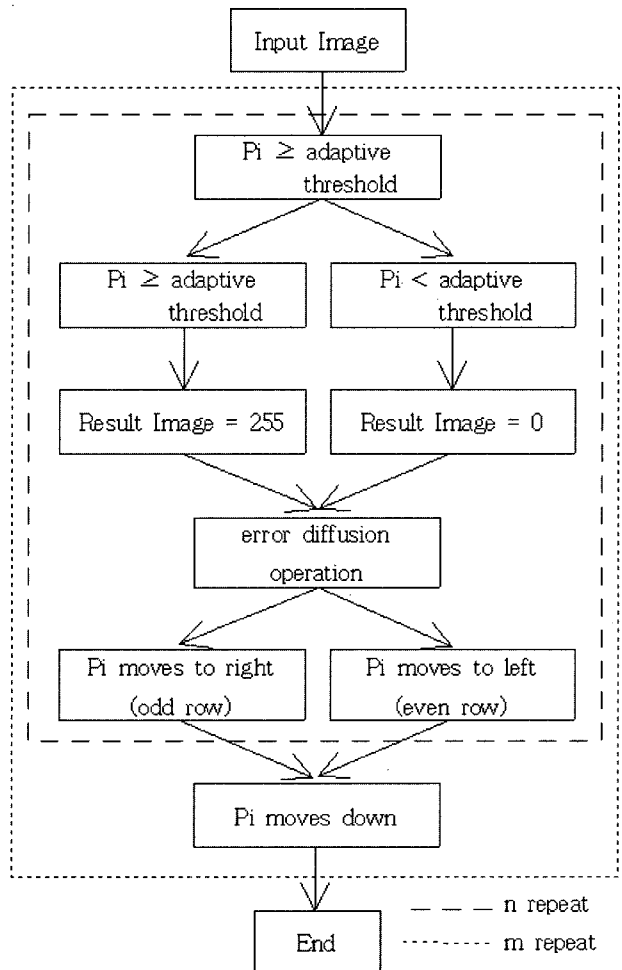 Input Image
Pi ≥ adaptive
threshold
Pi ≥ adaptive
threshold
Pi < adaptive
threshold
Result Image = 255
Result Image = 0
error diffusion
operation
Pi moves to right
(odd row)
Pi moves to left
(even row)
Pi moves down
End
n repeat
m repeat